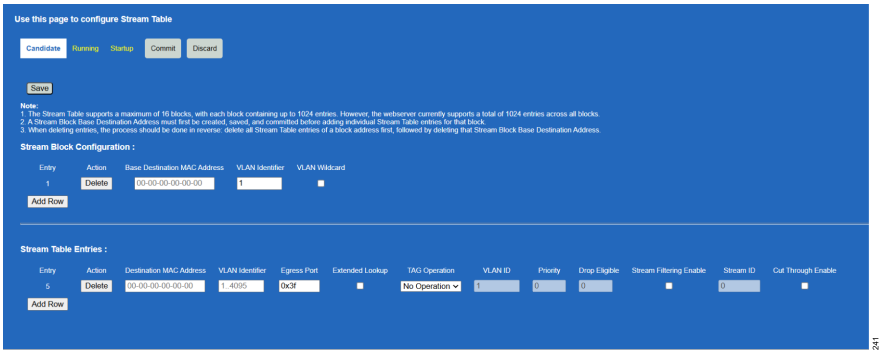 Use this page to configure Stream Table
Candidate Running Startup Commit Discard
Save
Note:
1. The Stream Table supports a maximum of 16 blocks, with each block containing up to 1024 entries. However, the webserver currently supports a total of 1024 entries across all blocks.
2. A Stream Block Base Destination Address must first be created, saved, and committed before adding individual Stream Table entries for that block.
3. When deleting entries, the process should be done in reverse: delete all Stream Table entries of a block address first, followed by deleting that Stream Block Base Destination Address.
Stream Block Configuration :
Entry Action Base Destination MAC Address VLAN Identifier VLAN Wildcard
1 Delete 00-00-00-00-00-00 1
Add Row
Stream Table Entries :
Entry Action Destination MAC Address VLAN Identifier Egress Port Extended Lookup TAG Operation VLAN ID Priority Drop Eligible Stream Filtering Enable Stream ID Cut Through Enable
5 Delete 00-00-00-00-00-00 1..4095 0x3f No Operation 1 0 0 0
Add Row
241